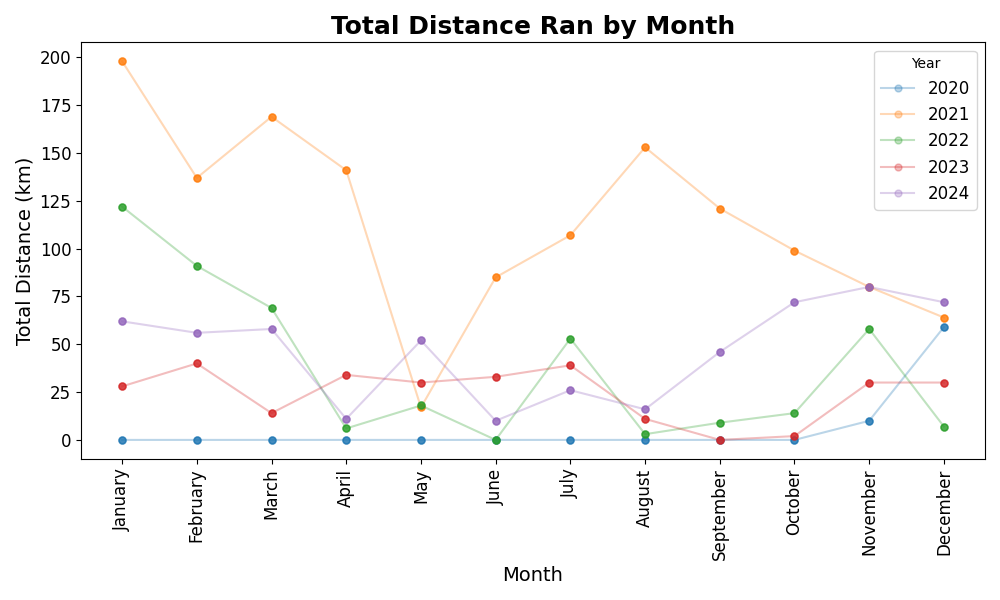 Total Distance Ran by Month
Total Distance (km)
200
175
150
125
100
75
50
25
0
Year
2020
2021
2022
2023
2024
January
February
March
April
May
June
July
August
September
October
November
December
Month